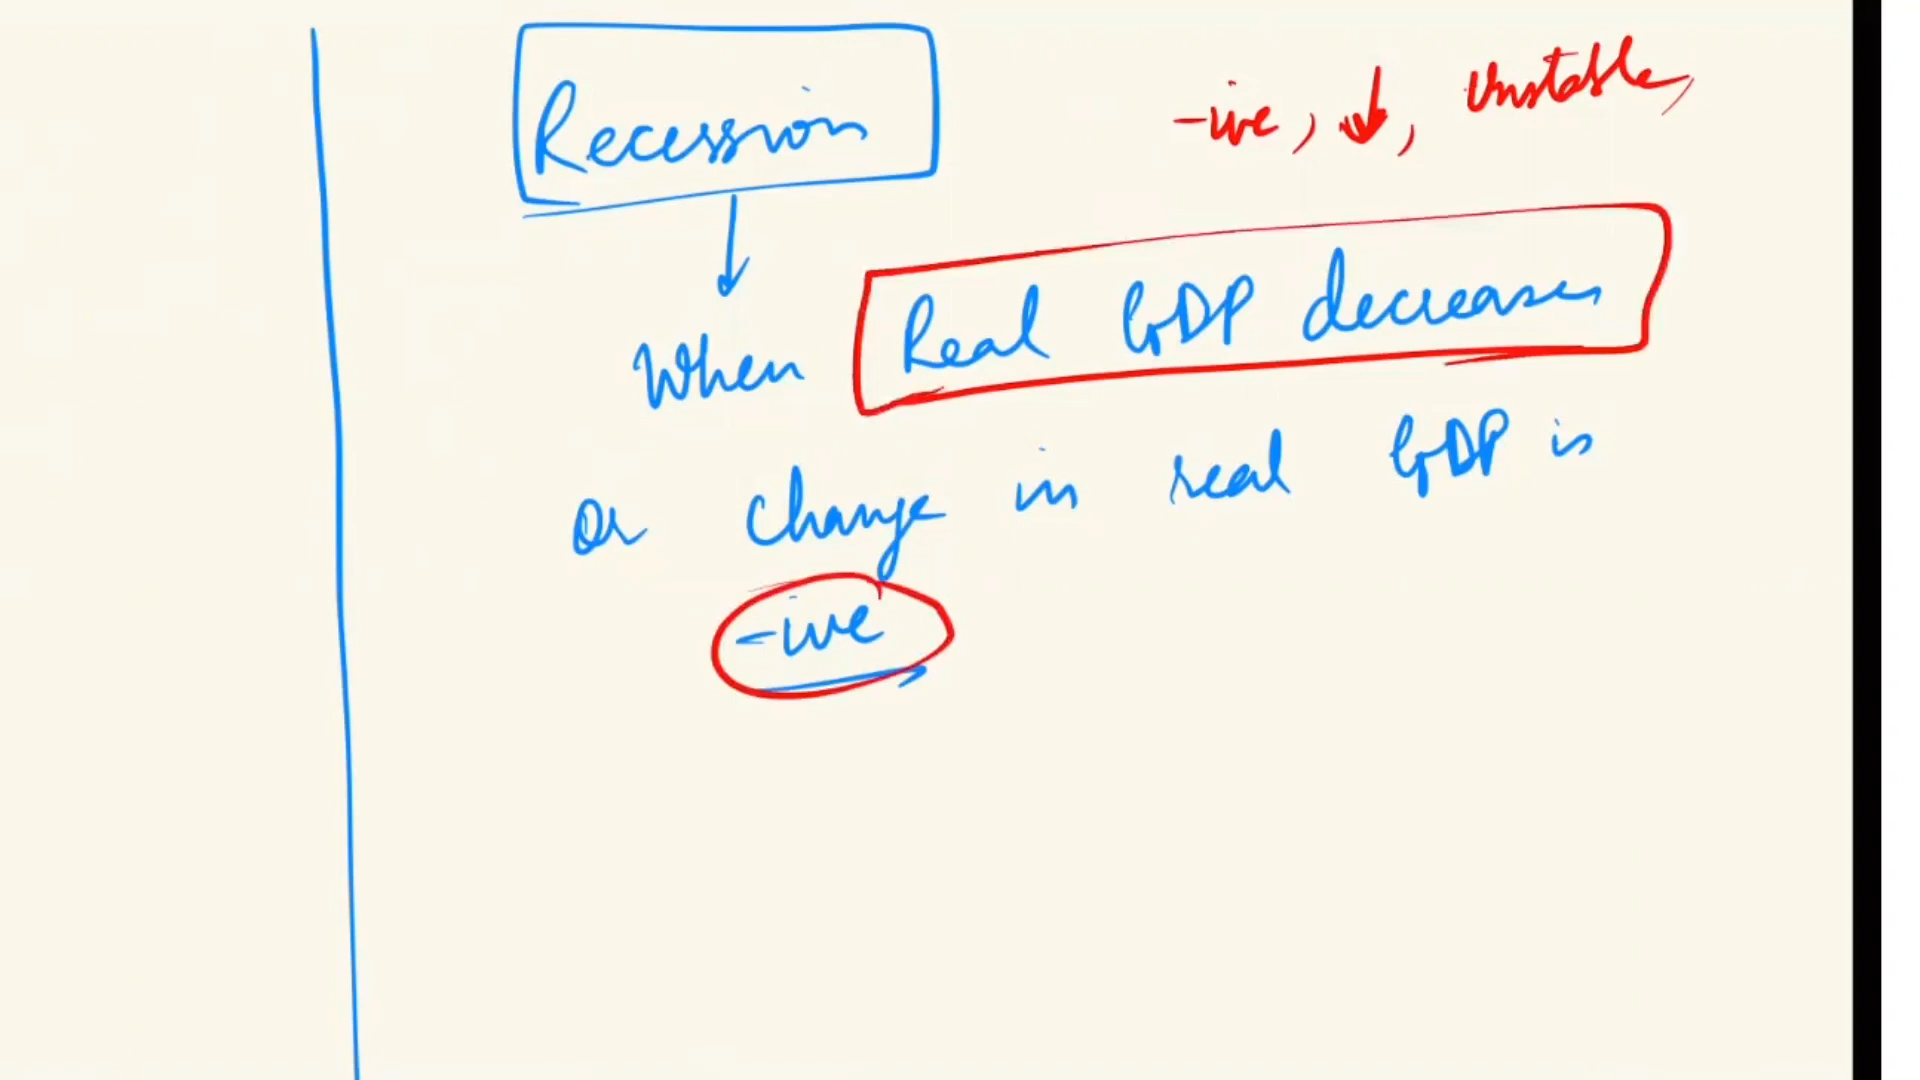 Recession
-ive, ↓, Unstable,
When Real GDP decreases
or change in real GDP is
-ive